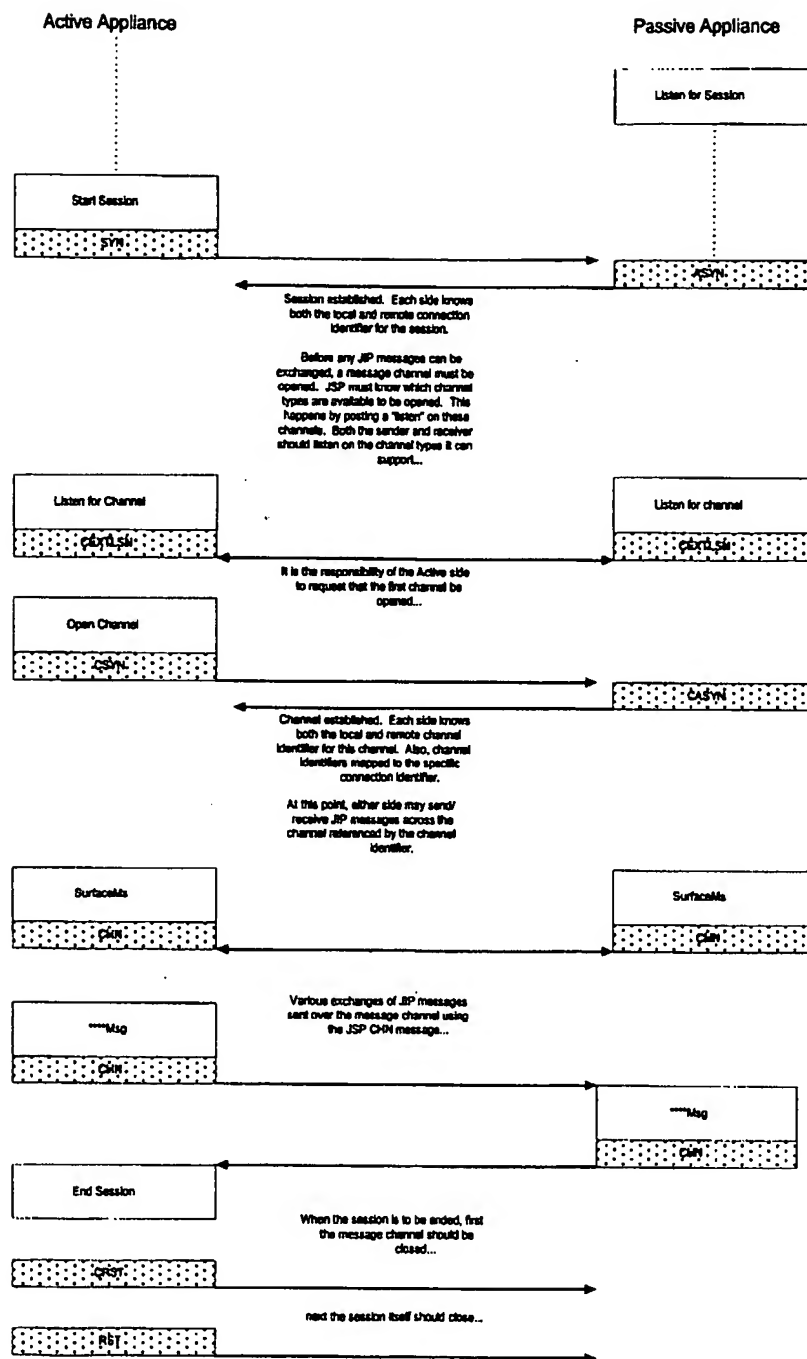 Active Appliance
Passive Appliance
Listen for Session
Start Session
SYN
ASYN
Session established. Each side knows
both the local and remote connection
identifier for the session.
Before any JIP messages can be
exchanged, a message channel must be
opened. JSP must know which channel
types are available to be opened. This
happens by posting a "listen" on these
channels. Both the sender and receiver
should listen on the channel types it can
support...
Listen for Channel
Listen for channel
It is the responsibility of the Active side
to request that the first channel be
opened...
Open Channel
CSYN
CASYN
Channel established. Each side knows
both the local and remote channel
identifier for this channel. Also, channel
identifiers mapped to the specific
connection identifier.
At this point, either side may send/
receive JIP messages across the
channel referenced by the channel
identifier.
SurfaceMs
SurfaceMs
Various exchanges of JIP messages
sent over the message channel using
the JSP CHN message...
****Msg
****Msg
End Session
When the session is to be ended, first
the message channel should be
closed...
CRST
next the session itself should close...
RST